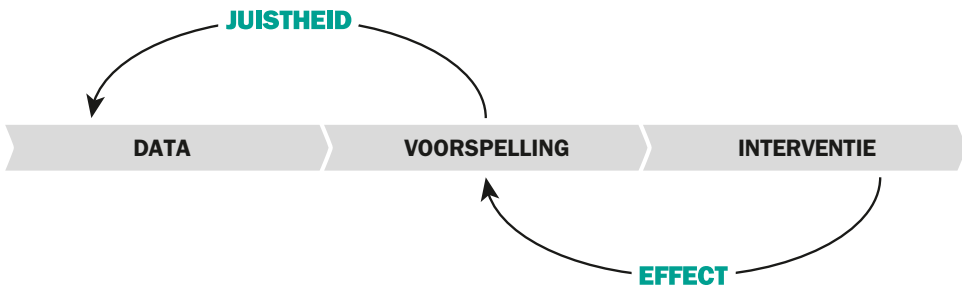 JUISTHEID
DATA
VOORSPELLING
INTERVENTIE
EFFECT